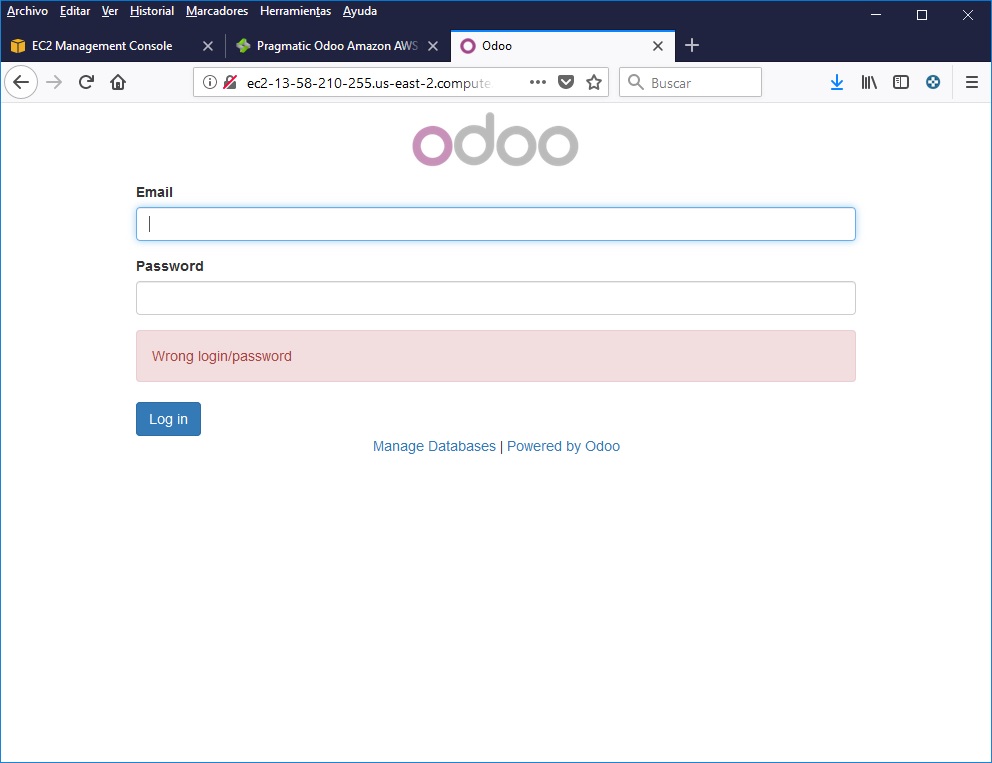 Archivo Editar Ver Historial Marcadores Herramientas Ayuda
EC2 Management Console Pragmatic Odoo Amazon AWS Odoo
ec2-13-58-210-255.us-east-2.compute Buscar
odoo
Email
Password
Wrong login/password
Log in
Manage Databases | Powered by Odoo